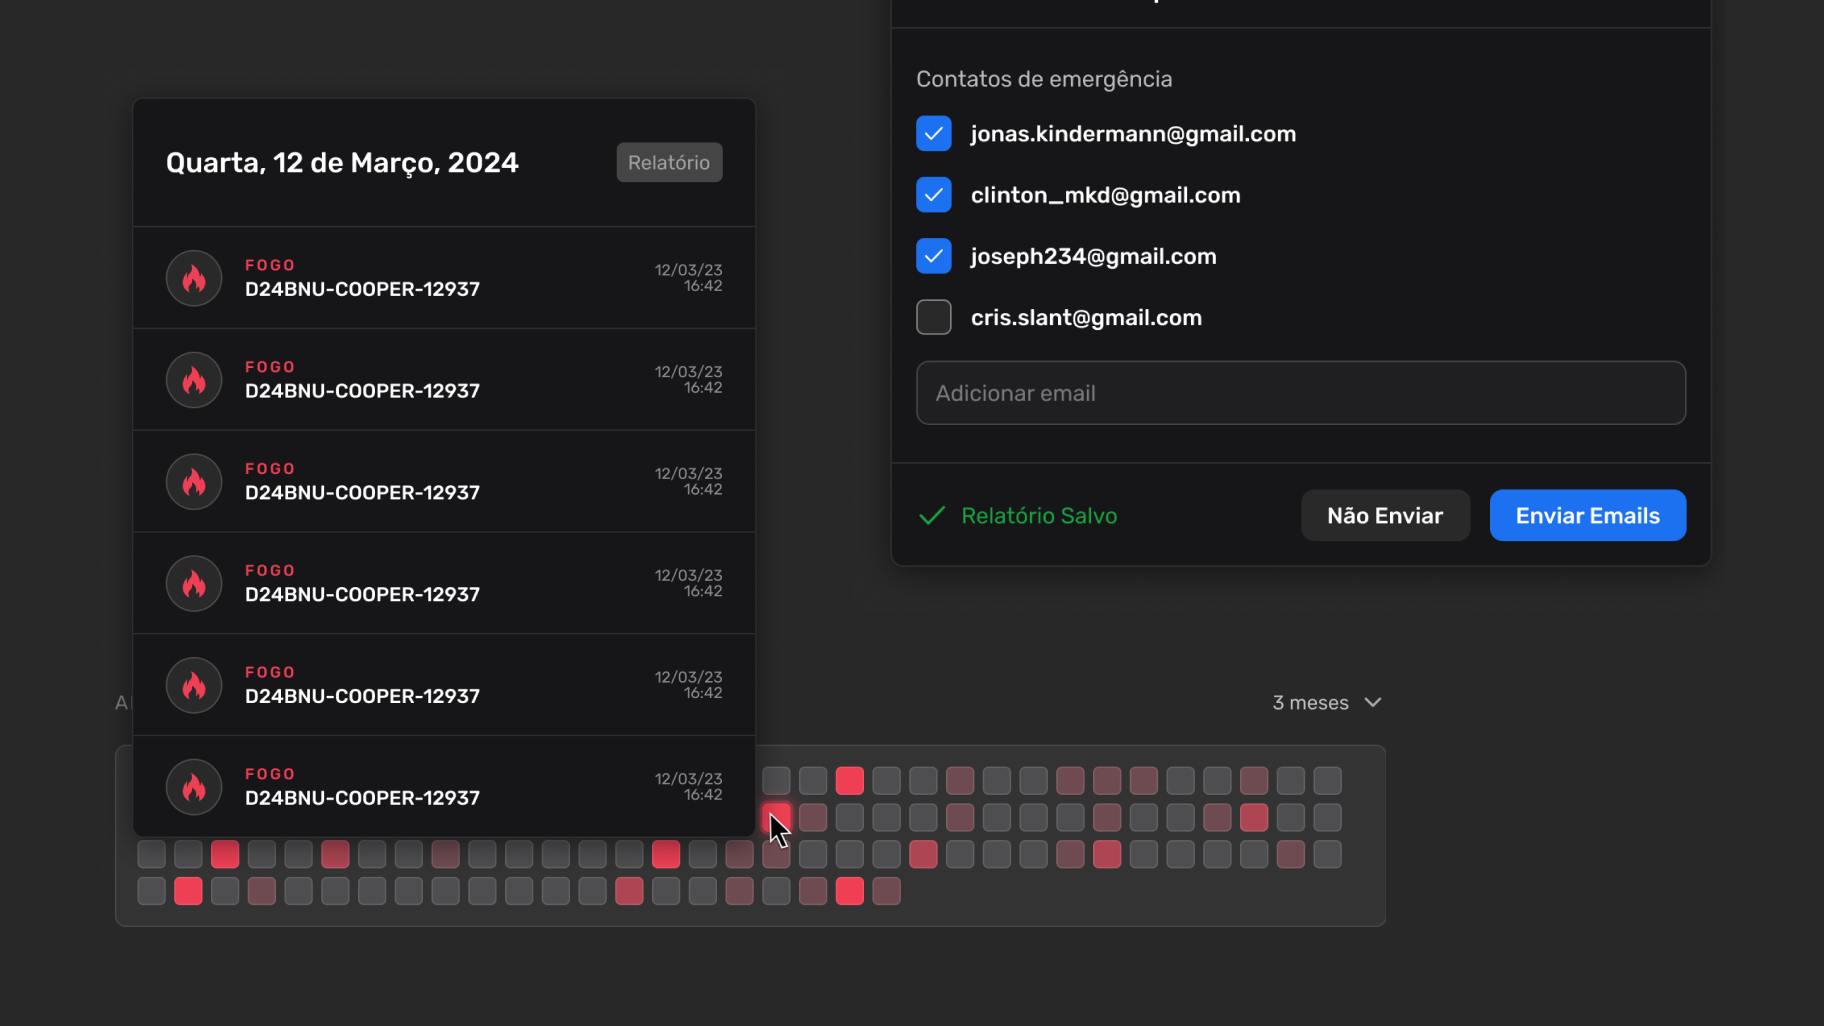 Quarta, 12 de Março, 2024
Relatório
FOGO
D24BNU-COOPER-12937
12/03/23
16:42
FOGO
D24BNU-COOPER-12937
12/03/23
16:42
FOGO
D24BNU-COOPER-12937
12/03/23
16:42
FOGO
D24BNU-COOPER-12937
12/03/23
16:42
FOGO
D24BNU-COOPER-12937
12/03/23
16:42
FOGO
D24BNU-COOPER-12937
12/03/23
16:42
Contatos de emergência
jonas.kindermann@gmail.com
clinton_mkd@gmail.com
joseph234@gmail.com
cris.slant@gmail.com
Adicionar email
Relatório Salvo
Não Enviar
Enviar Emails
3 meses